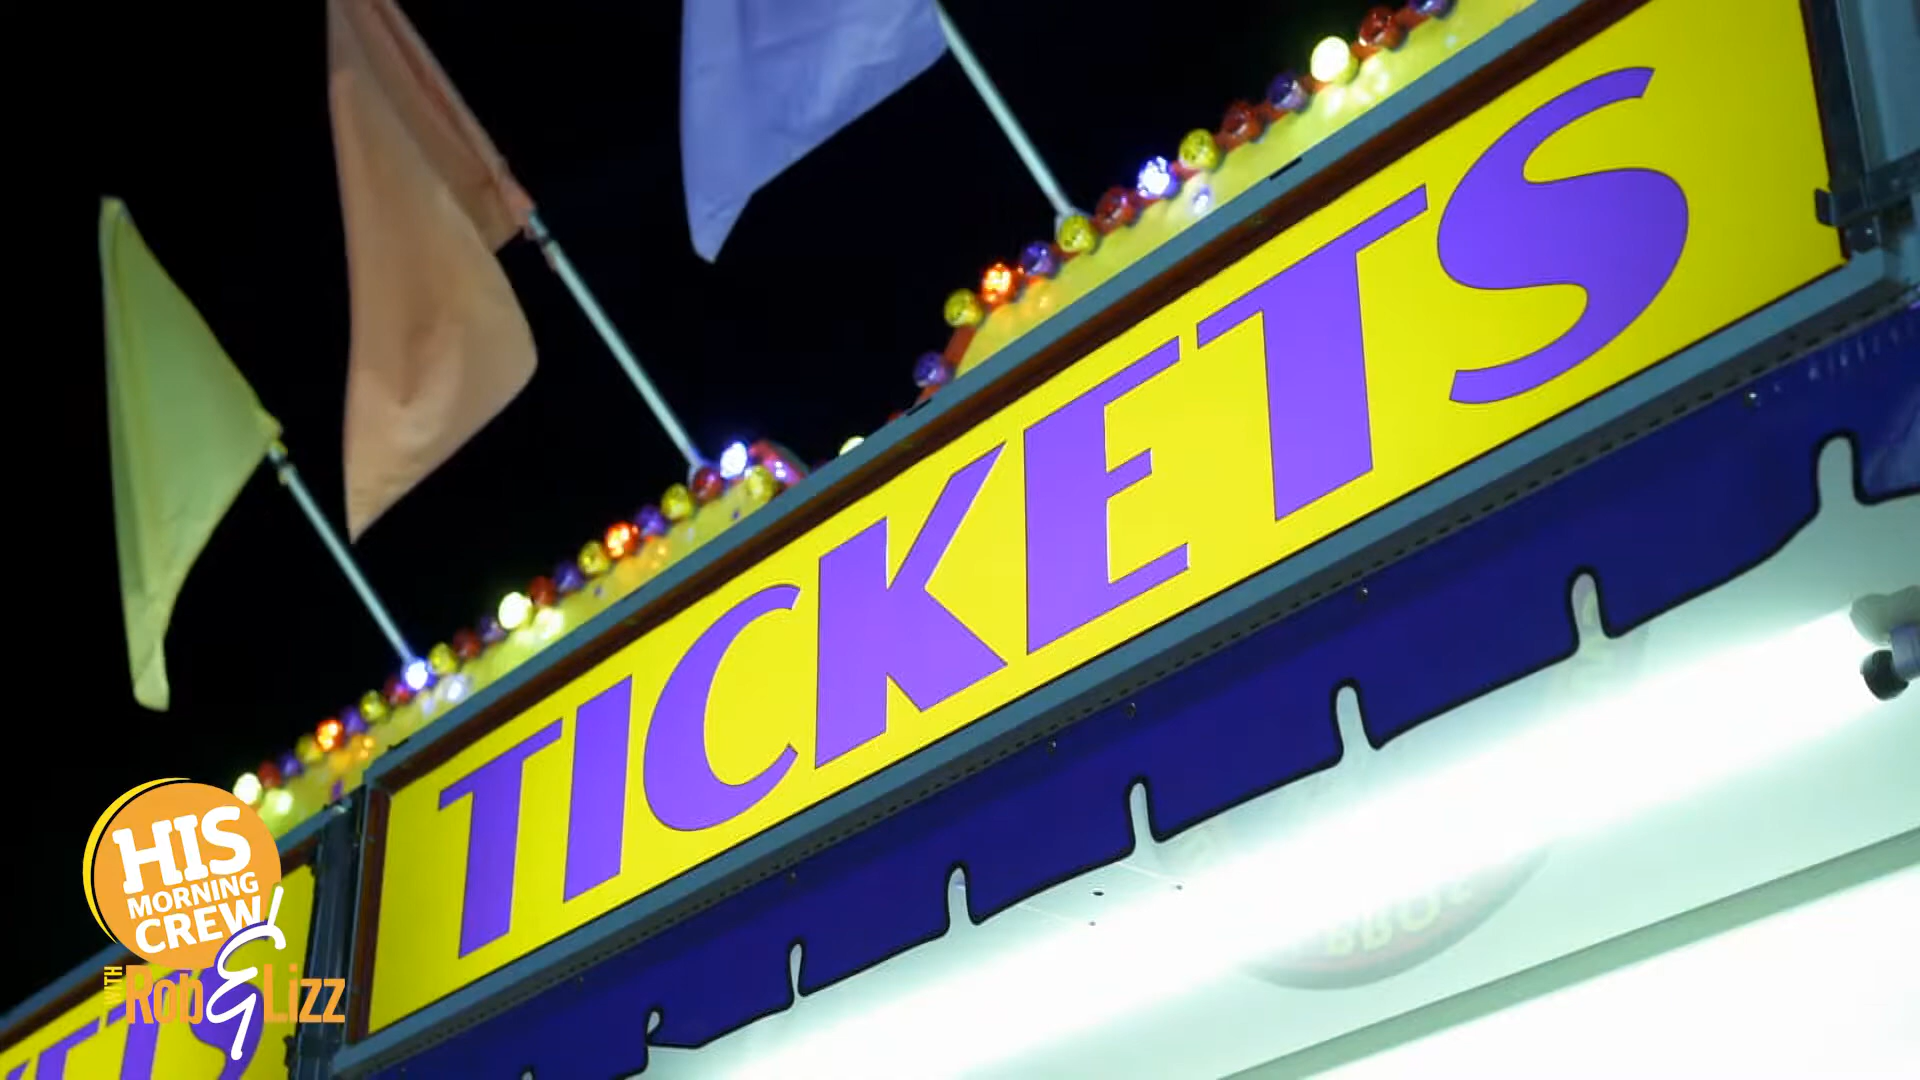 TICKETS
HIS
MORNING
CREW
WITH Rob & Lizz